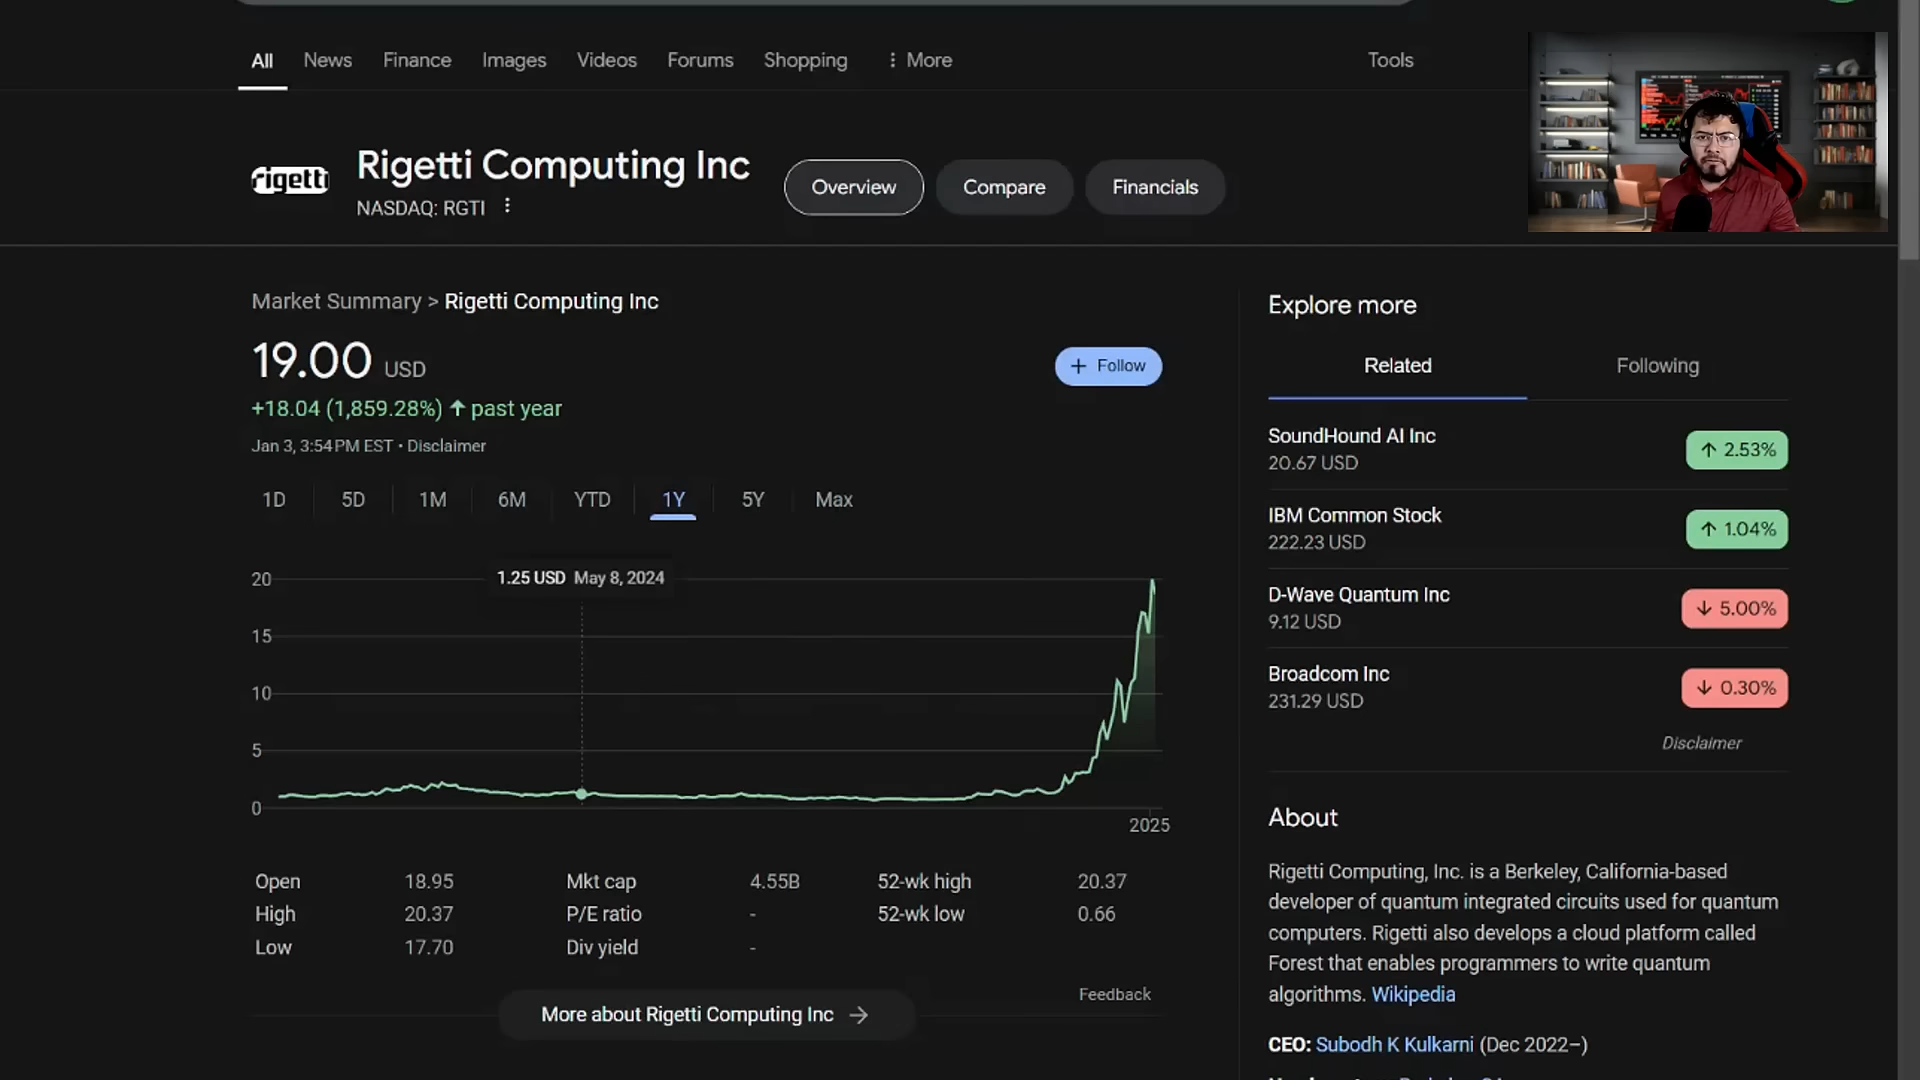 All News Finance Images Videos Forums Shopping More Tools
rigetti
Rigetti Computing Inc
NASDAQ: RGTI
Overview Compare Financials
Market Summary > Rigetti Computing Inc
19.00 USD
+18.04 (1,859.28%) ↑ past year
Jan 3, 3:54 PM EST • Disclaimer
+ Follow
1D 5D 1M 6M YTD 1Y 5Y Max
1.25 USD May 8, 2024
20
15
10
5
0
2025
Open 18.95 Mkt cap 4.55B 52-wk high 20.37
High 20.37 P/E ratio - 52-wk low 0.66
Low 17.70 Div yield -
Feedback
More about Rigetti Computing Inc →
Explore more
Related Following
SoundHound AI Inc
20.67 USD
↑ 2.53%
IBM Common Stock
222.23 USD
↑ 1.04%
D-Wave Quantum Inc
9.12 USD
↓ 5.00%
Broadcom Inc
231.29 USD
↓ 0.30%
Disclaimer
About
Rigetti Computing, Inc. is a Berkeley, California-based
developer of quantum integrated circuits used for quantum
computers. Rigetti also develops a cloud platform called
Forest that enables programmers to write quantum
algorithms. Wikipedia
CEO: Subodh K Kulkarni (Dec 2022–)